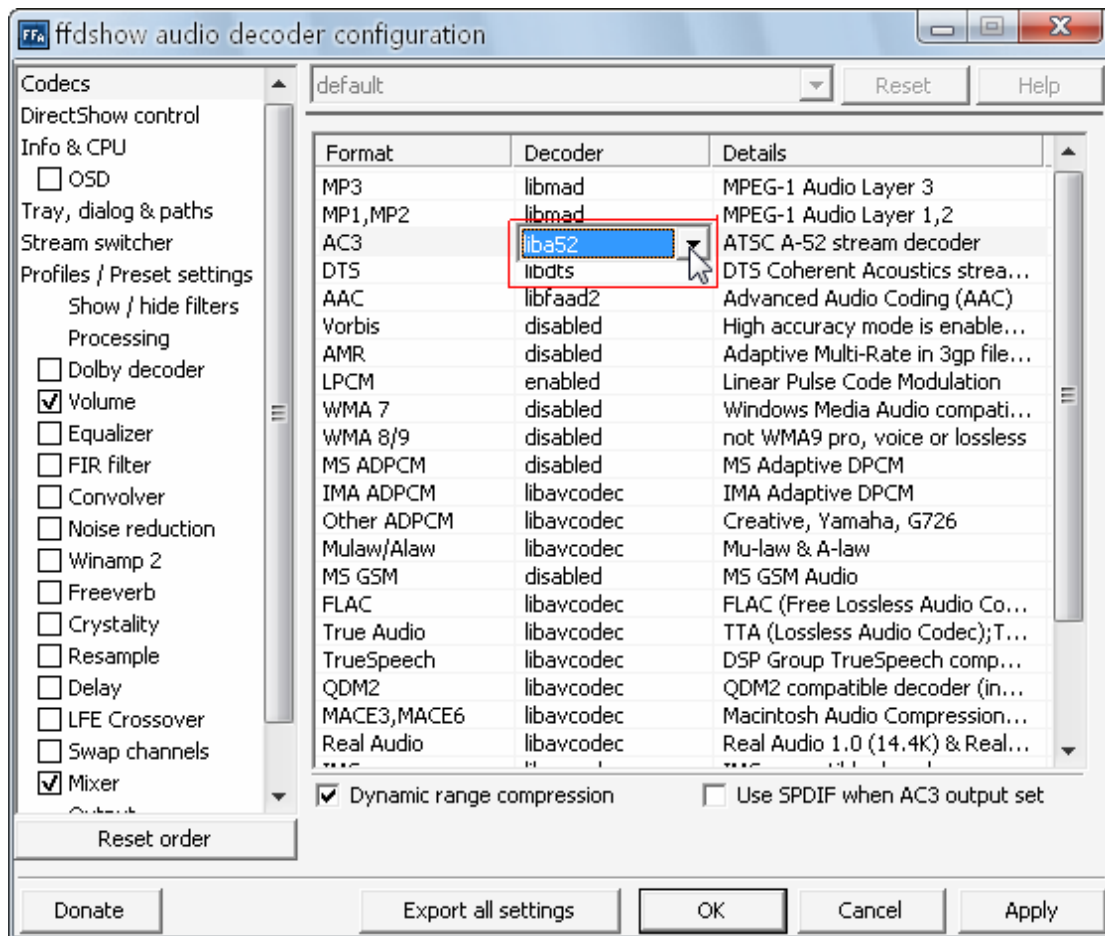 FFa ffdshow audio decoder configuration
Codecs
DirectShow control
Info & CPU
OSD
Tray, dialog & paths
Stream switcher
Profiles / Preset settings
Show / hide filters
Processing
Dolby decoder
Volume
Equalizer
FIR filter
Convolver
Noise reduction
Winamp 2
Freeverb
Crystality
Resample
Delay
LFE Crossover
Swap channels
Mixer
Reset order
default Reset Help
Format Decoder Details
MP3 libmad MPEG-1 Audio Layer 3
MP1,MP2 libmad MPEG-1 Audio Layer 1,2
AC3 liba52 ATSC A-52 stream decoder
DTS libdts DTS Coherent Acoustics strea...
AAC libfaad2 Advanced Audio Coding (AAC)
Vorbis disabled High accuracy mode is enable...
AMR disabled Adaptive Multi-Rate in 3gp file...
LPCM enabled Linear Pulse Code Modulation
WMA 7 disabled Windows Media Audio compati...
WMA 8/9 disabled not WMA9 pro, voice or lossless
MS ADPCM disabled MS Adaptive DPCM
IMA ADPCM libavcodec IMA Adaptive DPCM
Other ADPCM libavcodec Creative, Yamaha, G726
Mulaw/Alaw libavcodec Mu-law & A-law
MS GSM disabled MS GSM Audio
FLAC libavcodec FLAC (Free Lossless Audio Co...
True Audio libavcodec TTA (Lossless Audio Codec);T...
TrueSpeech libavcodec DSP Group TrueSpeech comp...
QDM2 libavcodec QDM2 compatible decoder (in...
MACE3,MACE6 libavcodec Macintosh Audio Compression...
Real Audio libavcodec Real Audio 1.0 (14.4K) & Real...
Dynamic range compression Use SPDIF when AC3 output set
Donate Export all settings OK Cancel Apply